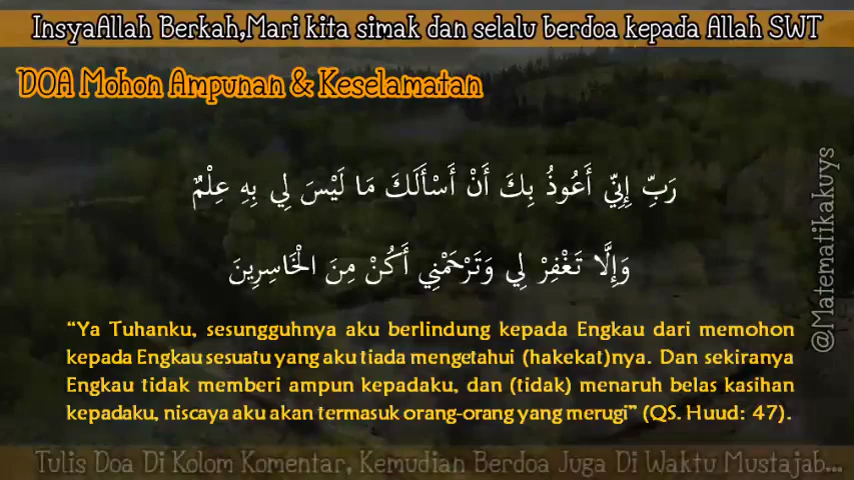 InsyaAllah Berkah,Mari kita simak dan selalu berdoa kepada Allah SWT
DOA Mohon Ampunan & Keselamatan
رَبِّ إِنِّي أَعُوذُ بِكَ أَنْ أَسْأَلَكَ مَا لَيْسَ لِي بِهِ عِلْمٌ
وَإِلَّا تَغْفِرْ لِي وَتَرْحَمْنِي أَكُنْ مِنَ الْخَاسِرِينَ
“Ya Tuhanku, sesungguhnya aku berlindung kepada Engkau dari memohon
kepada Engkau sesuatu yang aku tiada mengetahui (hakekat)nya. Dan sekiranya
Engkau tidak memberi ampun kepadaku, dan (tidak) menaruh belas kasihan
kepadaku, niscaya aku akan termasuk orang-orang yang merugi” (QS. Huud: 47).
@Matematikakuys
Tulis Doa Di Kolom Komentar, Kemudian Berdoa Juga Di Waktu Mustajab...